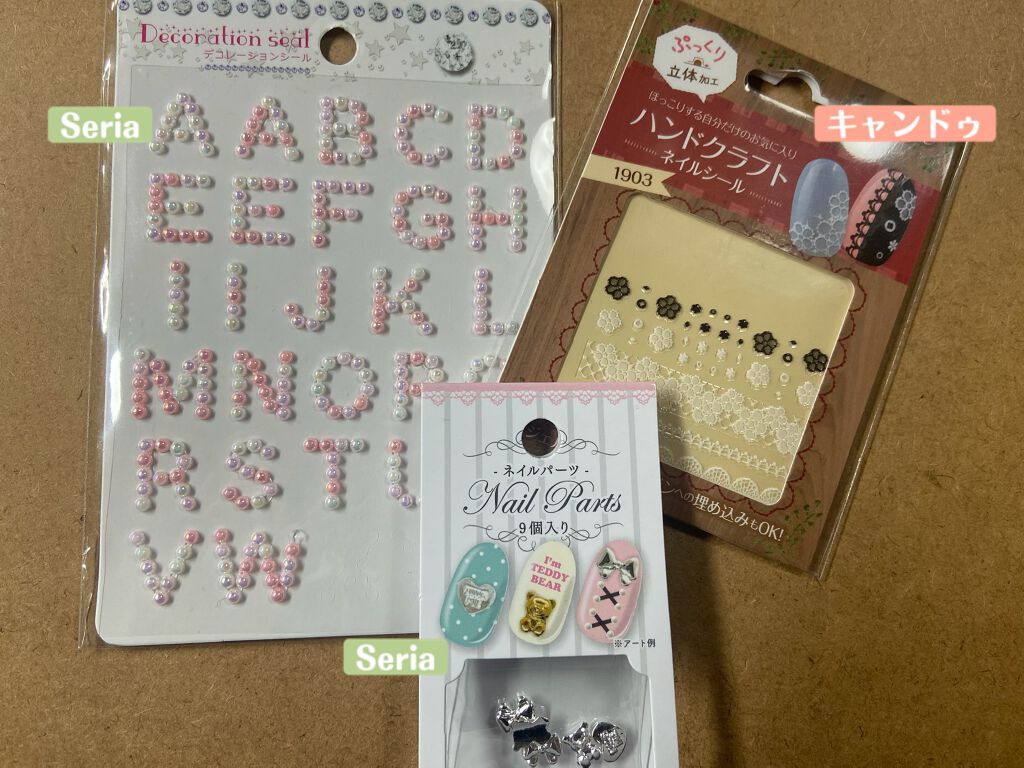 Decoration seal
デコレーションシール
Seria
A A B C D
E E F G H
I I J K L
M N N O P
R S T
V W
ぷっくり
立体加工
キャンドゥ
ほっこりする自分だけのお気に入り
ハンドクラフト
ネイルシール
1903
への埋め込みもOK!
- ネイルパーツ -
Nail Parts
9個入り
I'm
TEDDY
BEAR
※アート例
Seria